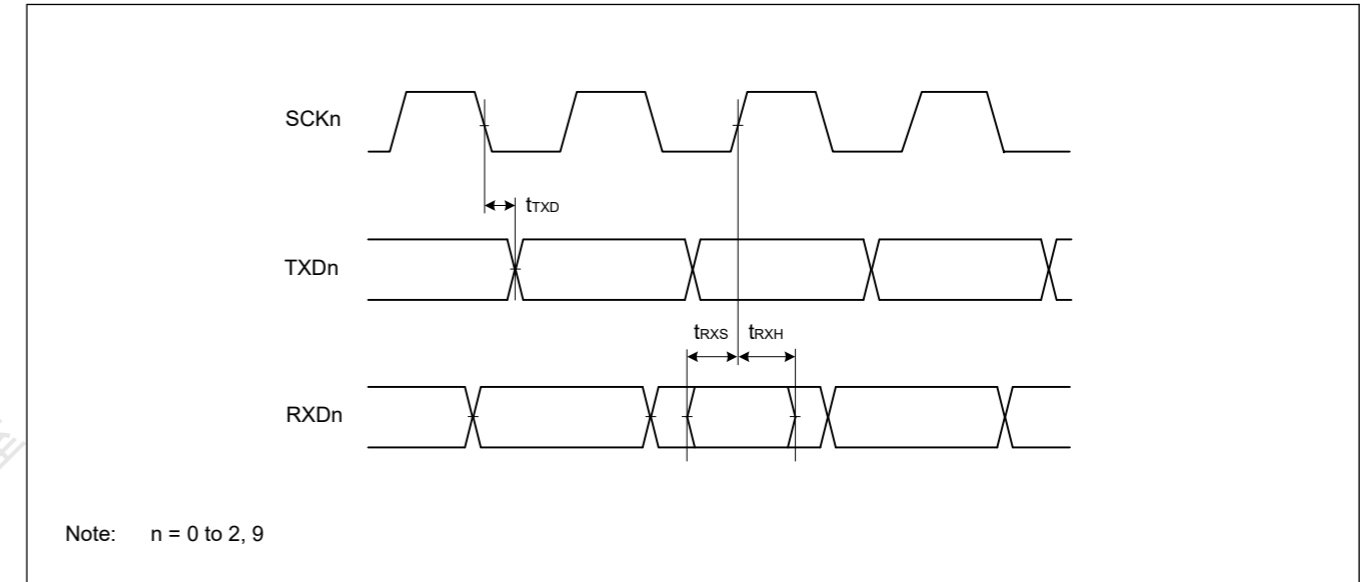 SCKn
tTXD
TXDn
tRXS tRXH
RXDn
Note: n = 0 to 2, 9